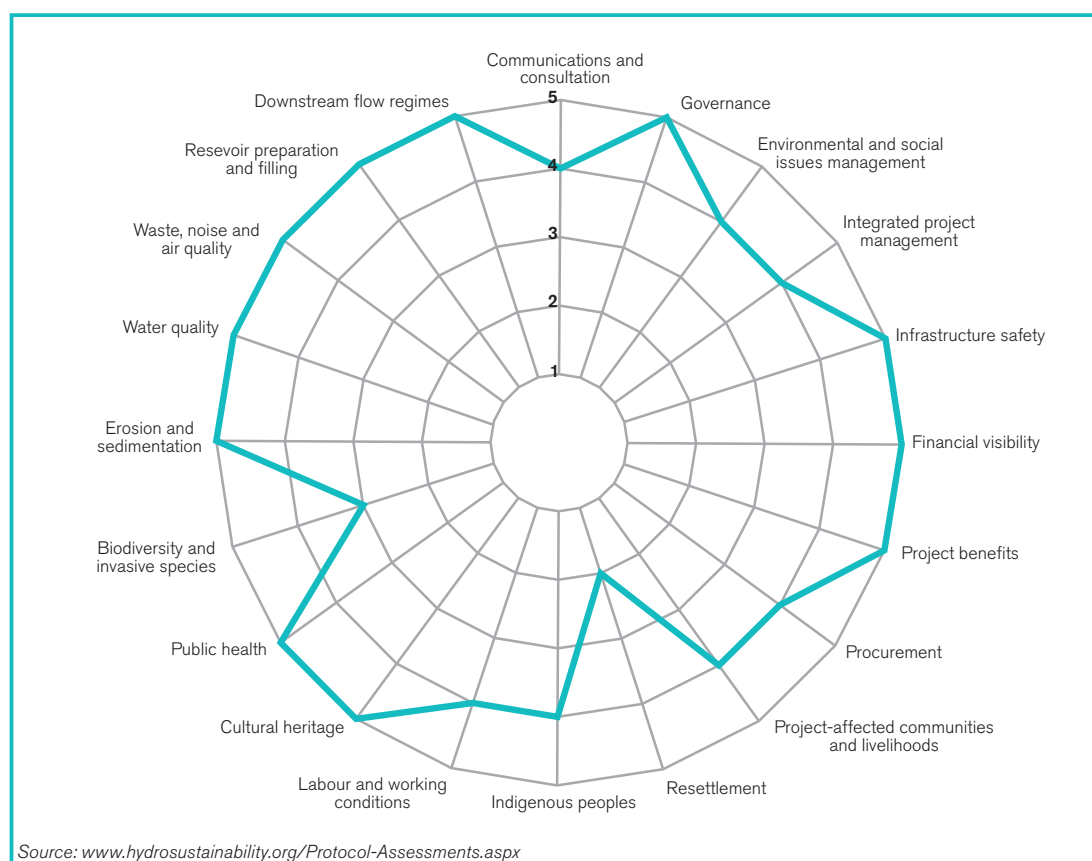 Communications and
consultation
5
Governance
Environmental and social
issues management
Integrated project
management
Infrastructure safety
Financial visibility
Project benefits
Procurement
Project-affected communities
and livelihoods
Resettlement
Indigenous peoples
Labour and working
conditions
Cultural heritage
Public health
Biodiversity and
invasive species
Erosion and
sedimentation
Water quality
Waste, noise and
air quality
Resevoir preparation
and filling
Downstream flow regimes
4
3
2
1
Source: www.hydrosustainability.org/Protocol-Assessments.aspx